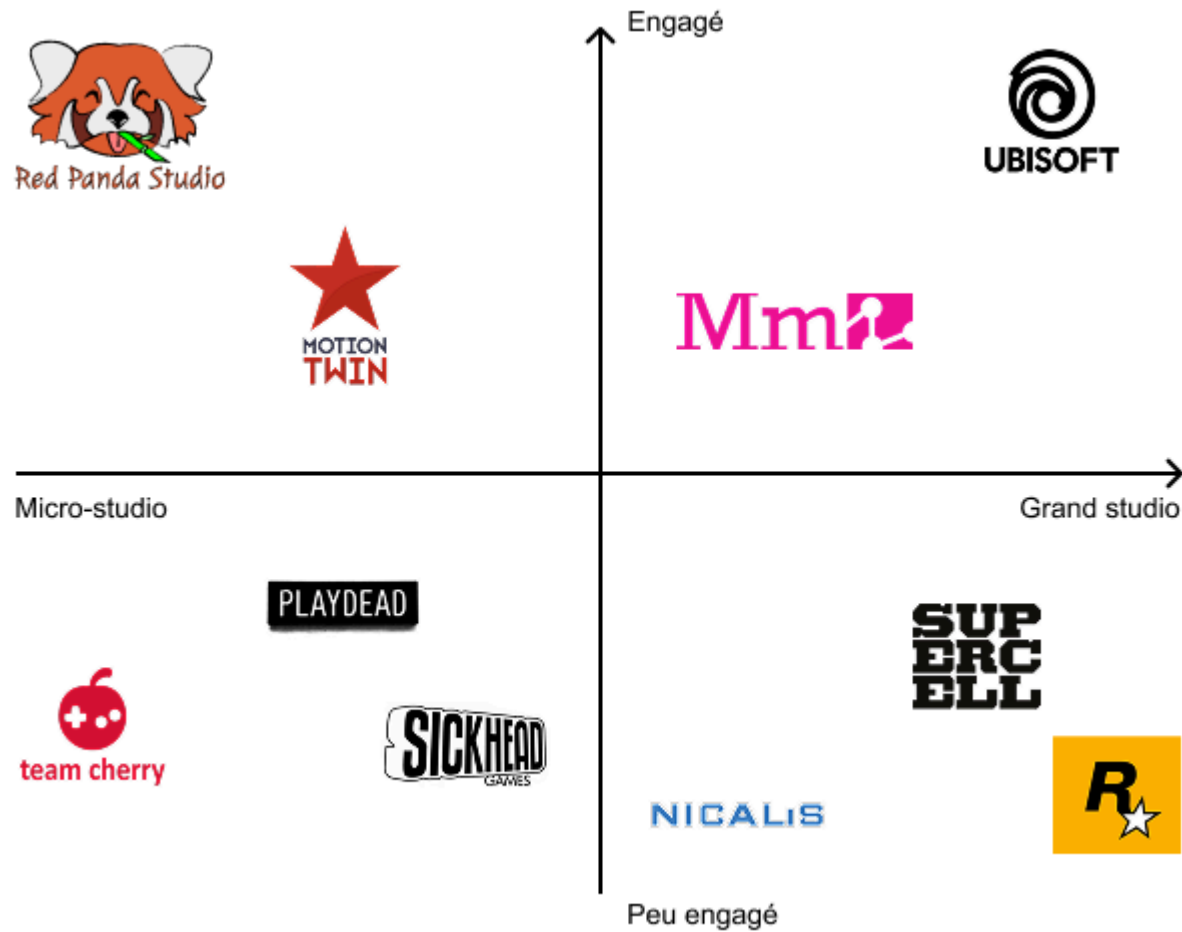 Engagé
UBISOFT
Red Panda Studio
MOTION
TWIN
Mm
Micro-studio
Grand studio
PLAYDEAD
SUP
ERC
ELL
team cherry
SICKHEAD
GAMES
NICALiS
R
Peu engagé